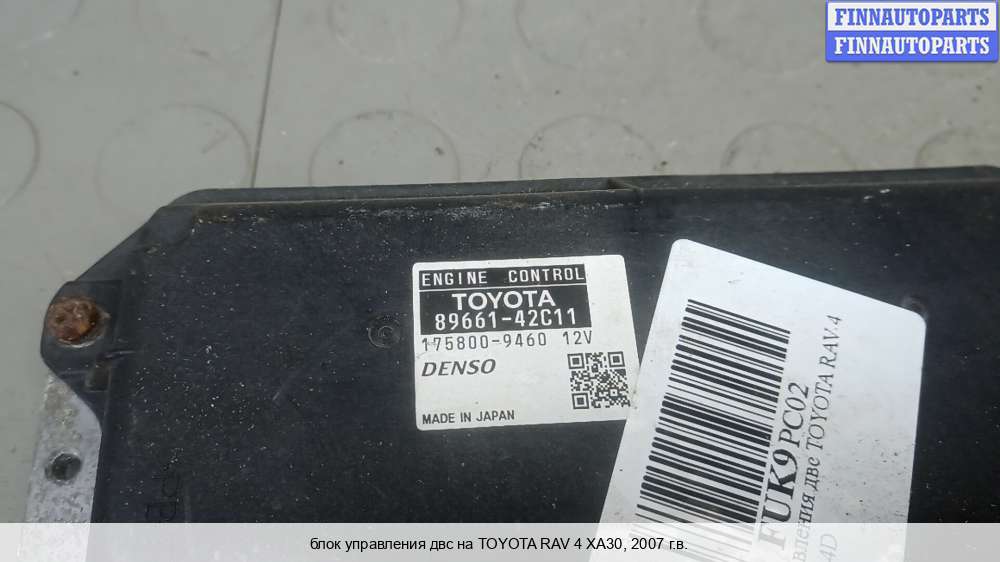 FINNAUTOPARTS
FINNAUTOPARTS
ENGINE CONTROL
TOYOTA
89661-42C11
175800-9460 12V
DENSO
MADE IN JAPAN
FUK9PC02
вления двс TOYOTA RAV 4
4D
блок управления двс на TOYOTA RAV 4 XA30, 2007 г.в.